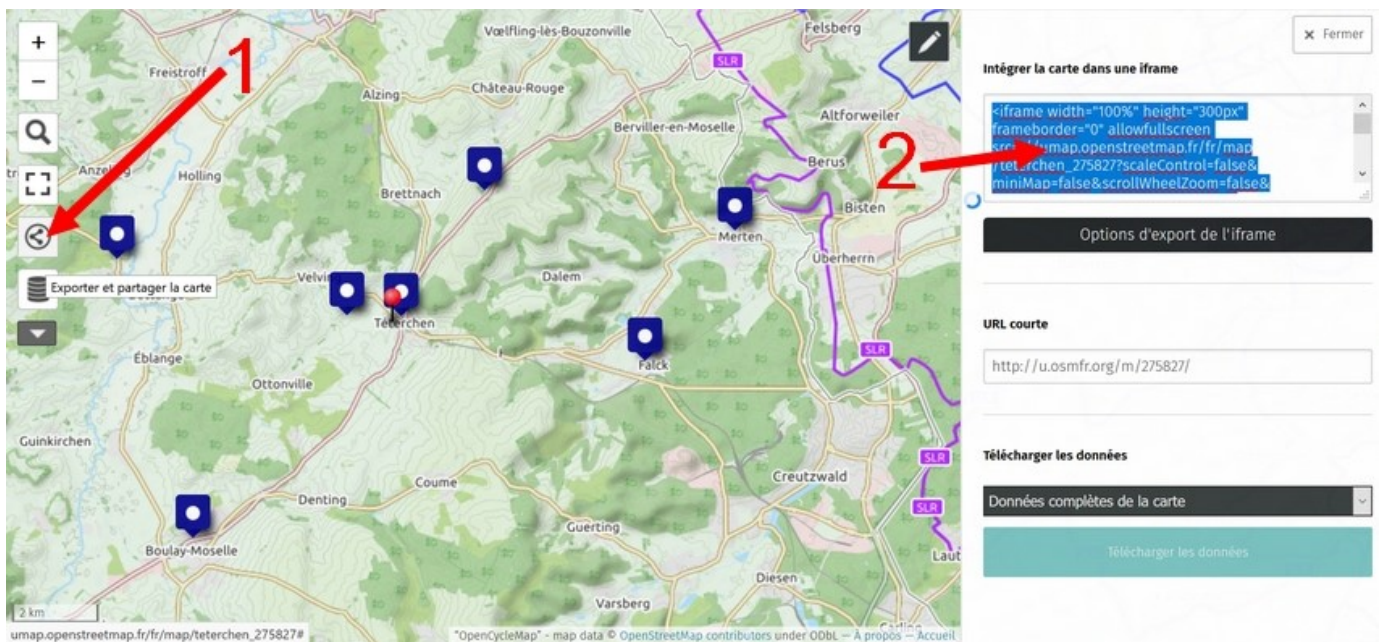 1
2
+
−
Freistroff
Vœlfling-lès-Bouzonville
Felsberg
SLR
Alzing
Château-Rouge
Altforweiler
Berviller-en-Moselle
Holling
Berus
Brettnach
Bisten
Merten
Überherrn
Exporter et partager la carte
Dalem
Téterchen
SLR
Éblange
Falck
Ottonville
Guinkirchen
SLR
Creutzwald
Coume
Denting
SLR
Guerting
Boulay-Moselle
Diesen
Varsberg
2 km
umap.openstreetmap.fr/fr/map/teterchen_275827#
"OpenCycleMap" - map data © OpenStreetMap contributors under ODbL — À propos — Accueil
× Fermer
Intégrer la carte dans une iframe
<iframe width="100%" height="300px"
frameborder="0" allowfullscreen
umap.openstreetmap.fr/fr/map
/teterchen_275827?scaleControl=false&
miniMap=false&scrollWheelZoom=false&
Options d'export de l'iframe
URL courte
http://u.osmfr.org/m/275827/
Télécharger les données
Données complètes de la carte
Télécharger les données